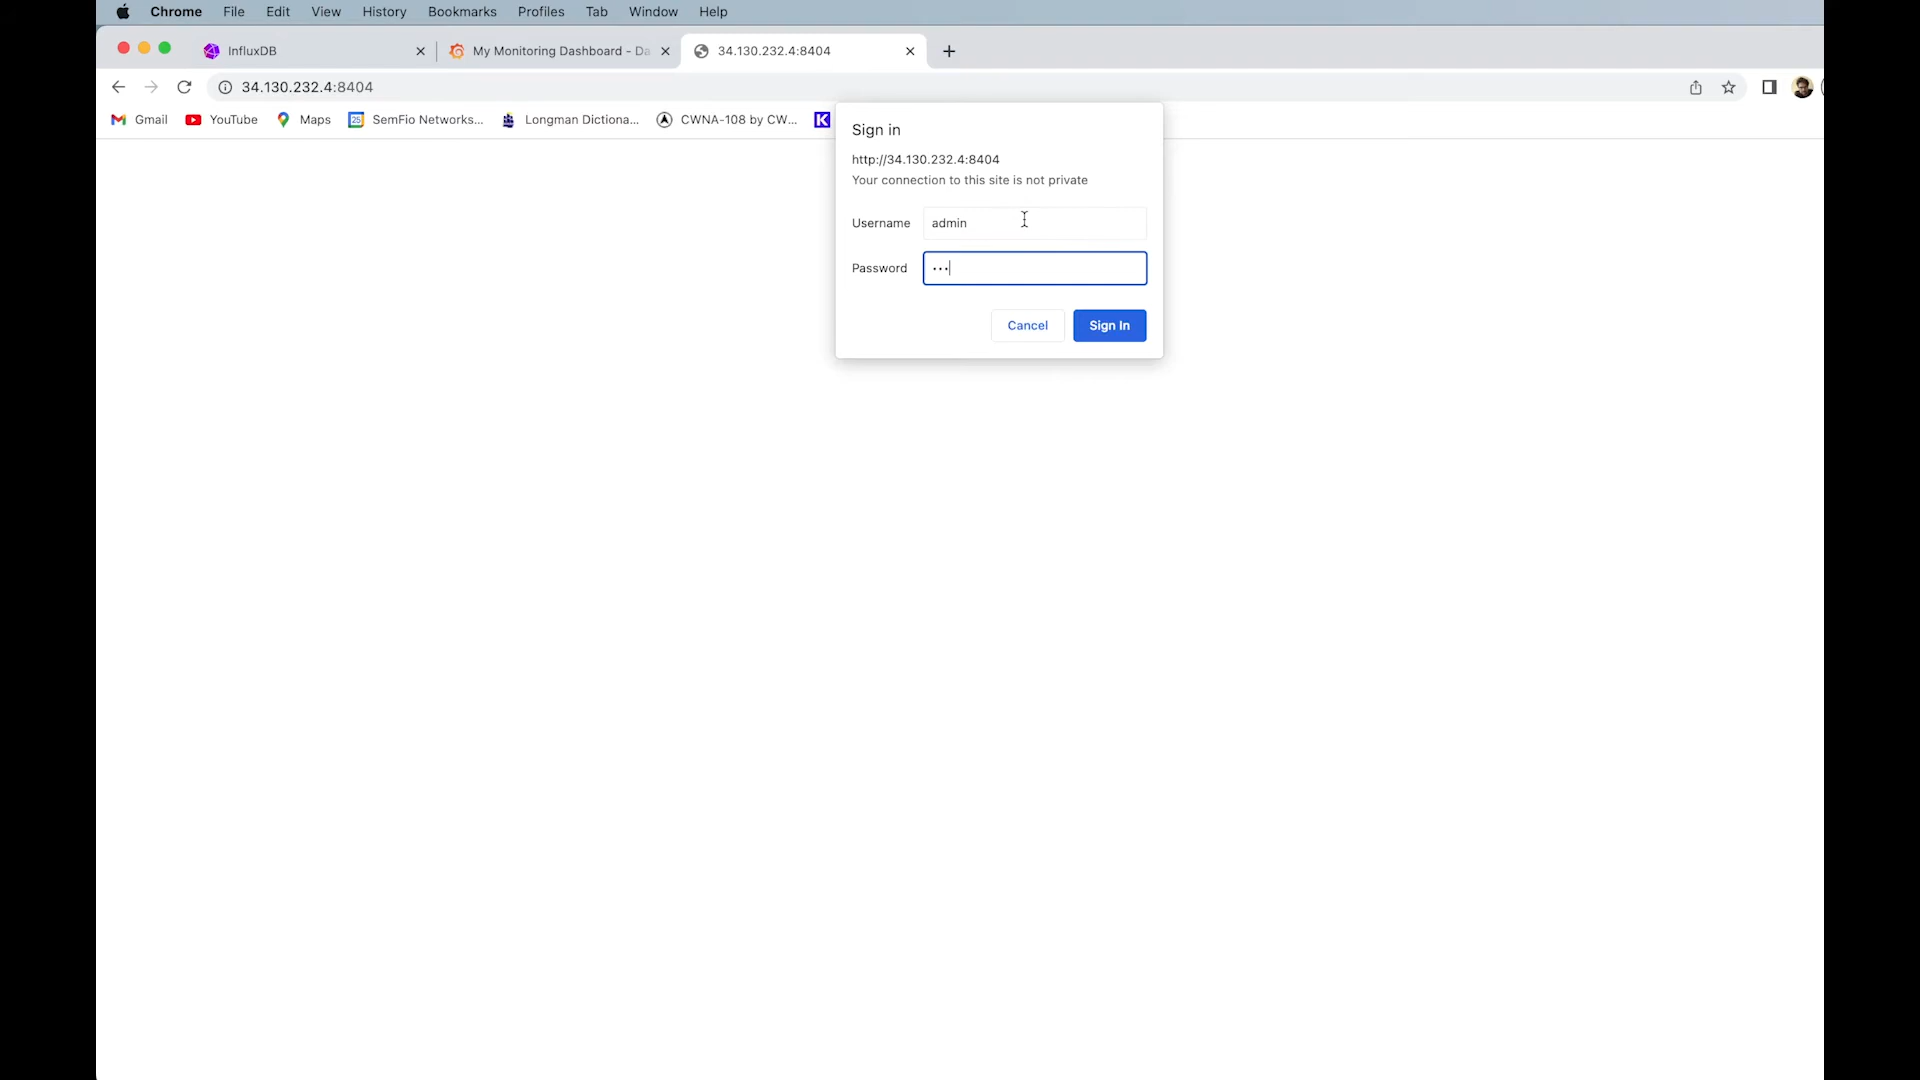 Chrome File Edit View History Bookmarks Profiles Tab Window Help
InfluxDB My Monitoring Dashboard - Da 34.130.232.4:8404
34.130.232.4:8404
Gmail YouTube Maps 25 SemFio Networks... Longman Dictiona... CWNA-108 by CW... K
Sign in
http://34.130.232.4:8404
Your connection to this site is not private
Username admin
Password •••
Cancel Sign In